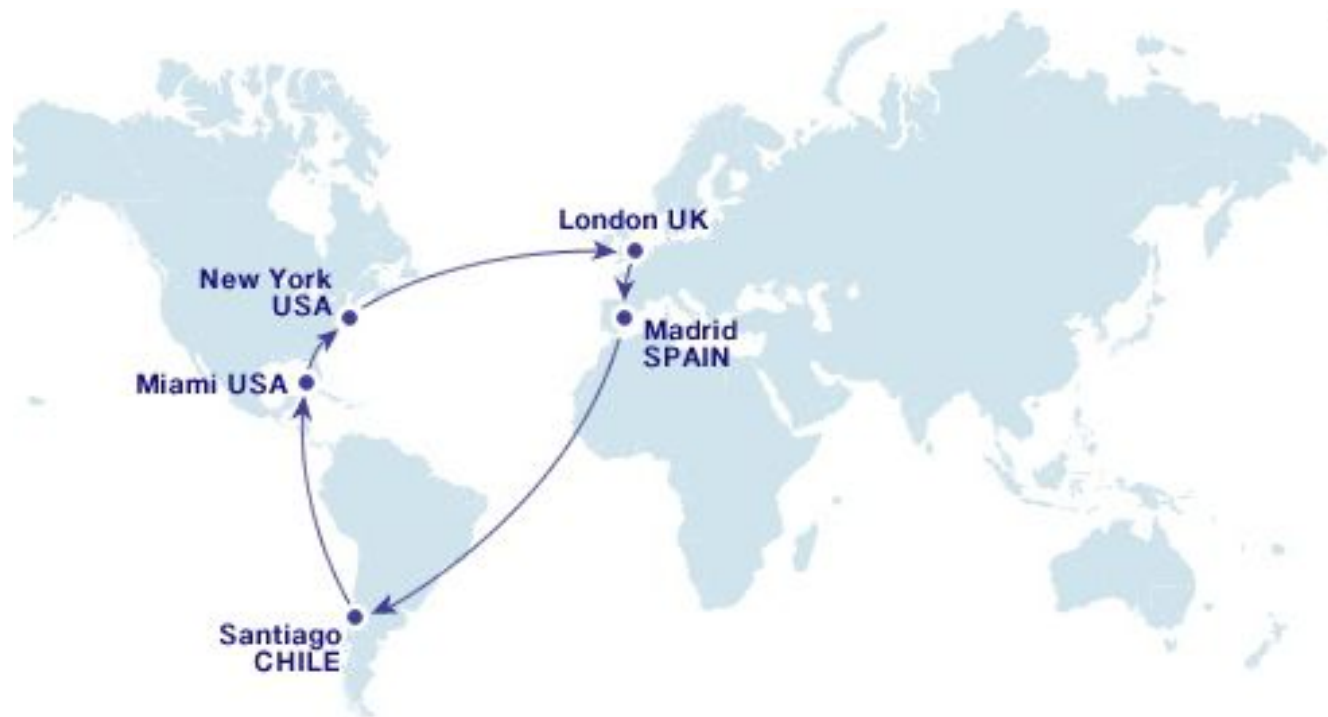 London UK
New York
USA
Madrid
SPAIN
Miami USA
Santiago
CHILE